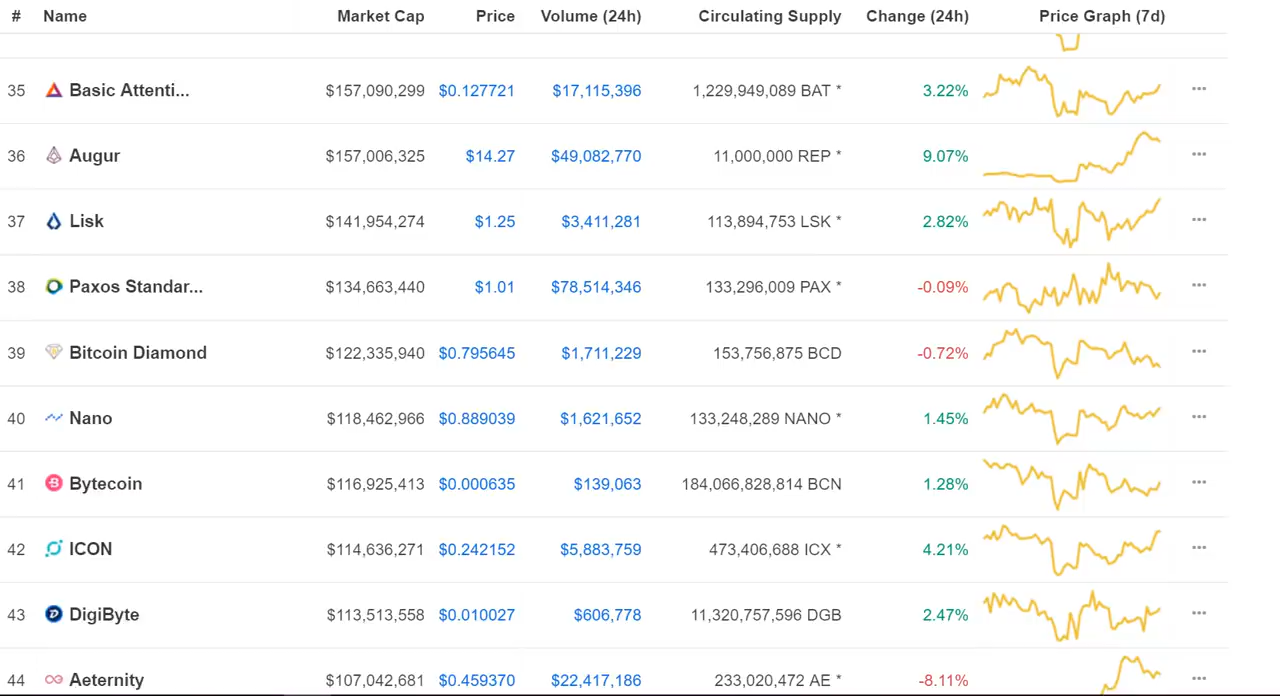 # Name Market Cap Price Volume (24h) Circulating Supply Change (24h) Price Graph (7d)
35 Basic Attenti... $157,090,299 $0.127721 $17,115,396 1,229,949,089 BAT * 3.22%
36 Augur $157,006,325 $14.27 $49,082,770 11,000,000 REP * 9.07%
37 Lisk $141,954,274 $1.25 $3,411,281 113,894,753 LSK * 2.82%
38 Paxos Standar... $134,663,440 $1.01 $78,514,346 133,296,009 PAX * -0.09%
39 Bitcoin Diamond $122,335,940 $0.795645 $1,711,229 153,756,875 BCD -0.72%
40 Nano $118,462,966 $0.889039 $1,621,652 133,248,289 NANO * 1.45%
41 Bytecoin $116,925,413 $0.000635 $139,063 184,066,828,814 BCN 1.28%
42 ICON $114,636,271 $0.242152 $5,883,759 473,406,688 ICX * 4.21%
43 DigiByte $113,513,558 $0.010027 $606,778 11,320,757,596 DGB 2.47%
44 Aeternity $107,042,681 $0.459370 $22,417,186 233,020,472 AE * -8.11%